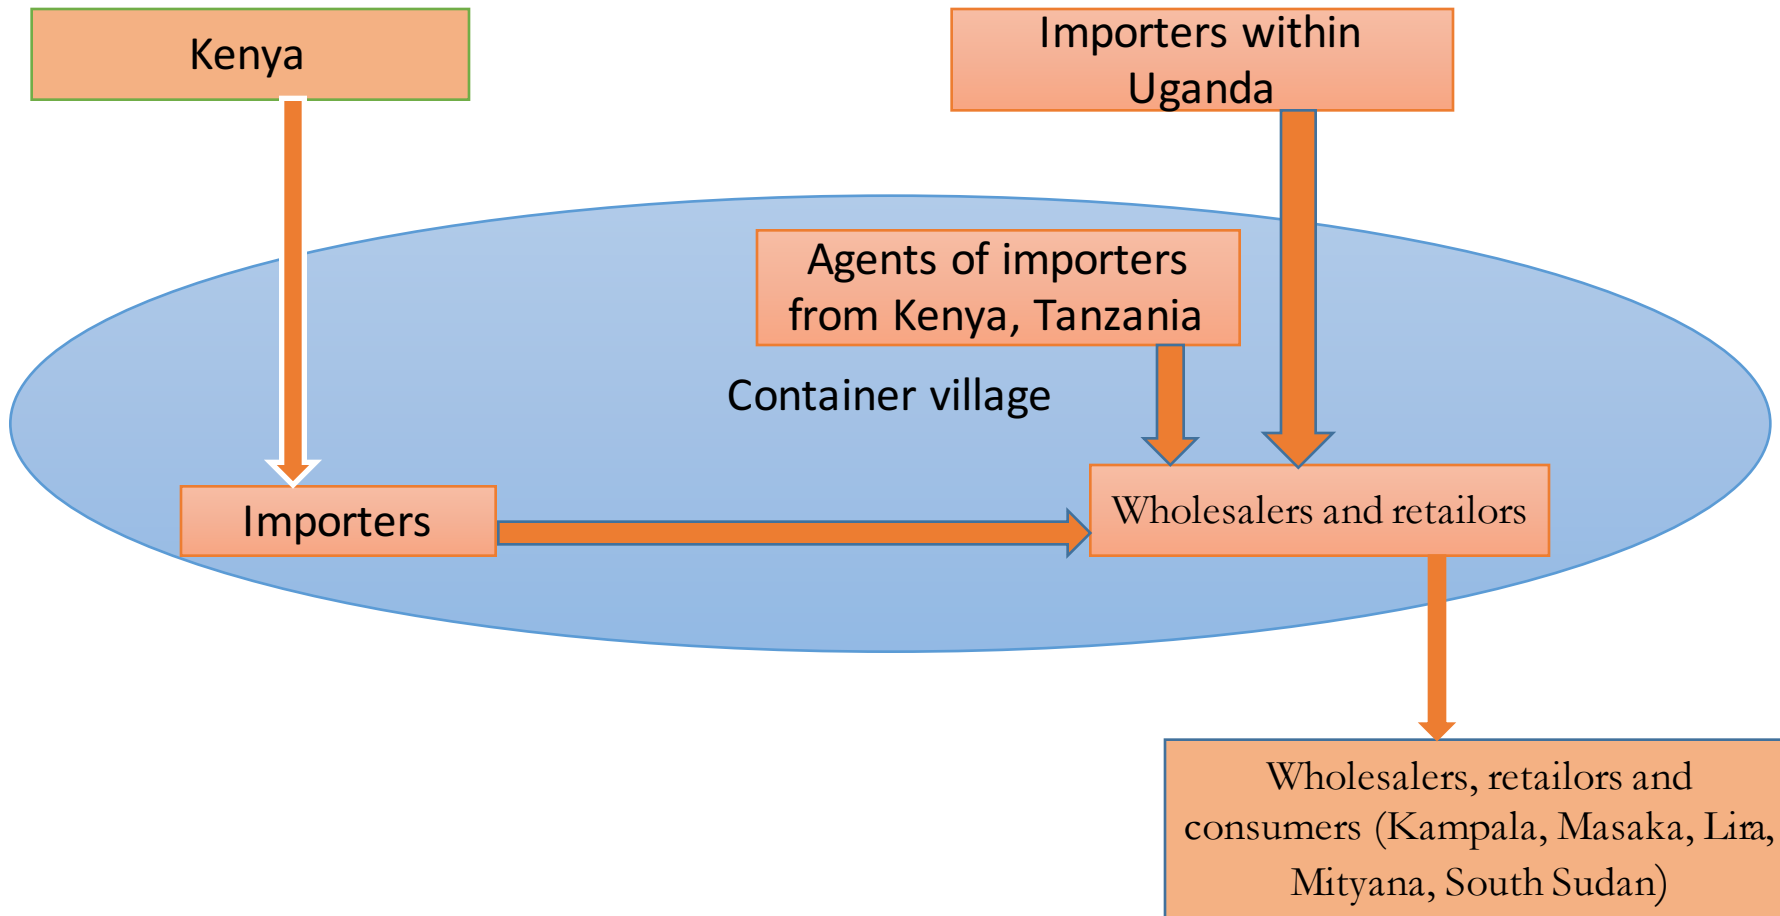 Kenya
Importers within
Uganda
Agents of importers
from Kenya, Tanzania
Container village
Importers
Wholesalers and retailors
Wholesalers, retailors and
consumers (Kampala, Masaka, Lira,
Mityana, South Sudan)